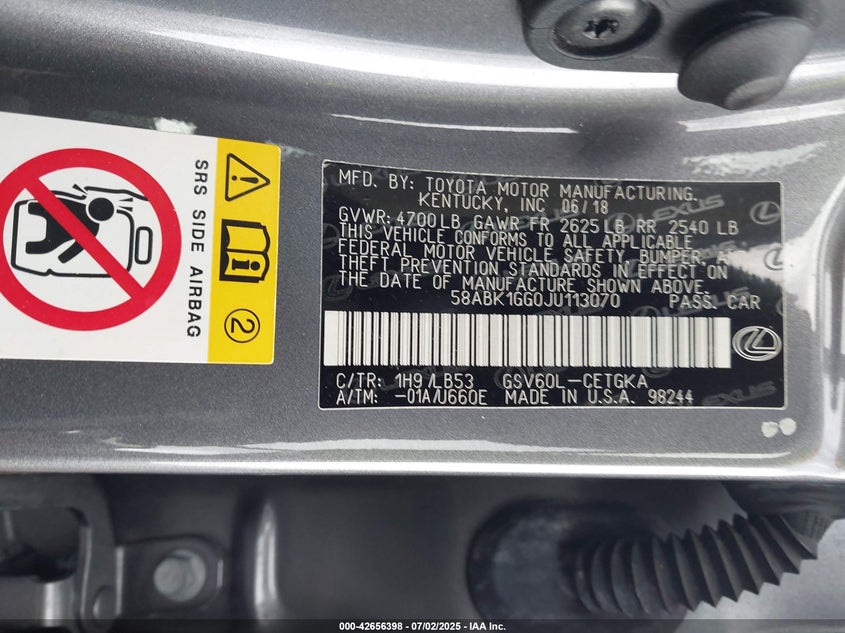 SRS SIDE AIRBAG
2
MFD. BY: TOYOTA MOTOR MANUFACTURING,
KENTUCKY, INC 06/18
GVWR: 4700 LB GAWR FR 2625 LB RR 2540 LB
THIS VEHICLE CONFORMS TO ALL APPLICABLE
FEDERAL MOTOR VEHICLE SAFETY, BUMPER, A
THEFT PREVENTION STANDARDS IN EFFECT ON
THE DATE OF MANUFACTURE SHOWN ABOVE.
58ABK1GG0JU113070 PASS. CAR
C/TR: 1H9 /LB53 GSV60L-CETGKA
A/TM: -01A/U660E MADE IN U.S.A. 98244
LEXUS
000-42656398 - 07/02/2025 - IAA Inc.